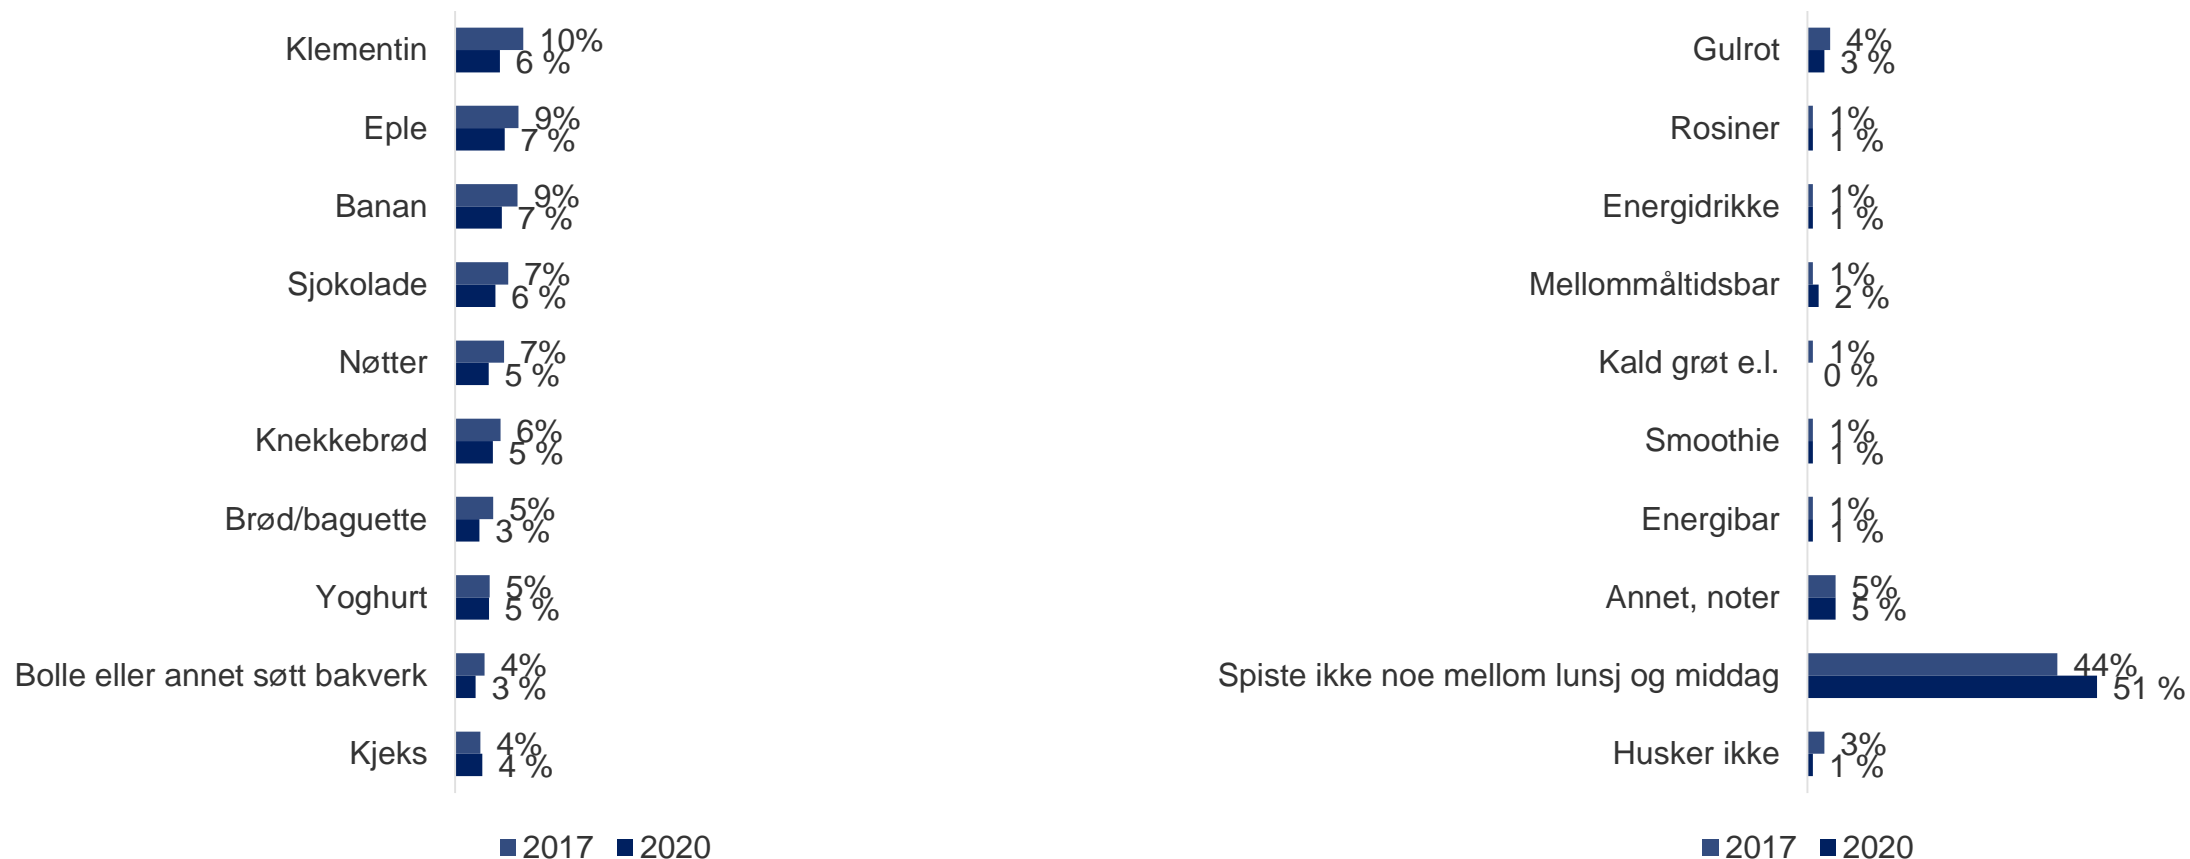 Klementin 10% 6 %
Eple 9% 7 %
Banan 9% 7 %
Sjokolade 7% 6 %
Nøtter 7% 5 %
Knekkebrød 6% 5 %
Brød/baguette 5% 3 %
Yoghurt 5% 5 %
Bolle eller annet søtt bakverk 4% 3 %
Kjeks 4% 4 %
2017 2020
Gulrot 4% 3 %
Rosiner 1% 1 %
Energidrikke 1% 1 %
Mellommåltidsbar 1% 2 %
Kald grøt e.l. 1% 0 %
Smoothie 1% 1 %
Energibar 1% 1 %
Annet, noter 5% 5 %
Spiste ikke noe mellom lunsj og middag 44% 51 %
Husker ikke 3% 1 %
2017 2020